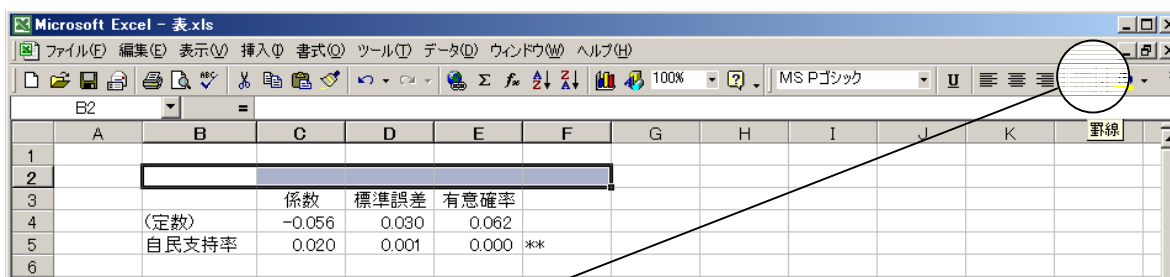 Microsoft Excel - 表.xls
ファイル(F) 編集(E) 表示(V) 挿入(I) 書式(O) ツール(T) データ(D) ウィンドウ(W) ヘルプ(H)
100% MS Pゴシック U
B2 =
罫線
A B C D E F G H I J K
1
2
3 係数 標準誤差 有意確率
4 (定数) -0.056 0.030 0.062
5 自民支持率 0.020 0.001 0.000 **
6